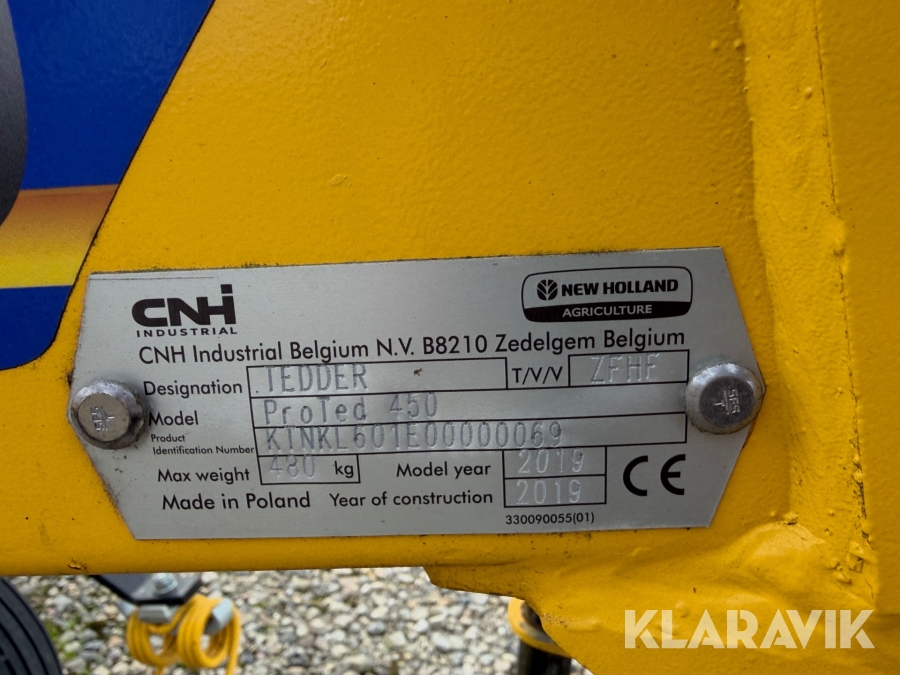 CNH
INDUSTRIAL
NEW HOLLAND
AGRICULTURE
CNH Industrial Belgium N.V. B8210 Zedelgem Belgium
Designation TEDDER T/V/V ZFHF
Model ProTed 450
Product
Identification Number KINKL601E00000069
Max weight 480 kg Model year 2019
Made in Poland Year of construction 2019
CE
330090055(01)
SFS
KLARAVIK